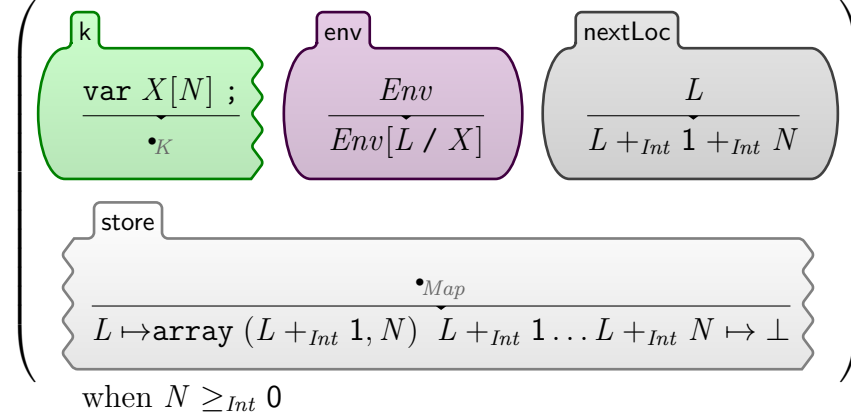 k env nextLoc
var X[N] ; Env L
•K Env[L / X] L +Int 1 +Int N
store
•Map
L ↦array (L +Int 1, N) L +Int 1 … L +Int N ↦ ⊥
when N ≥Int 0